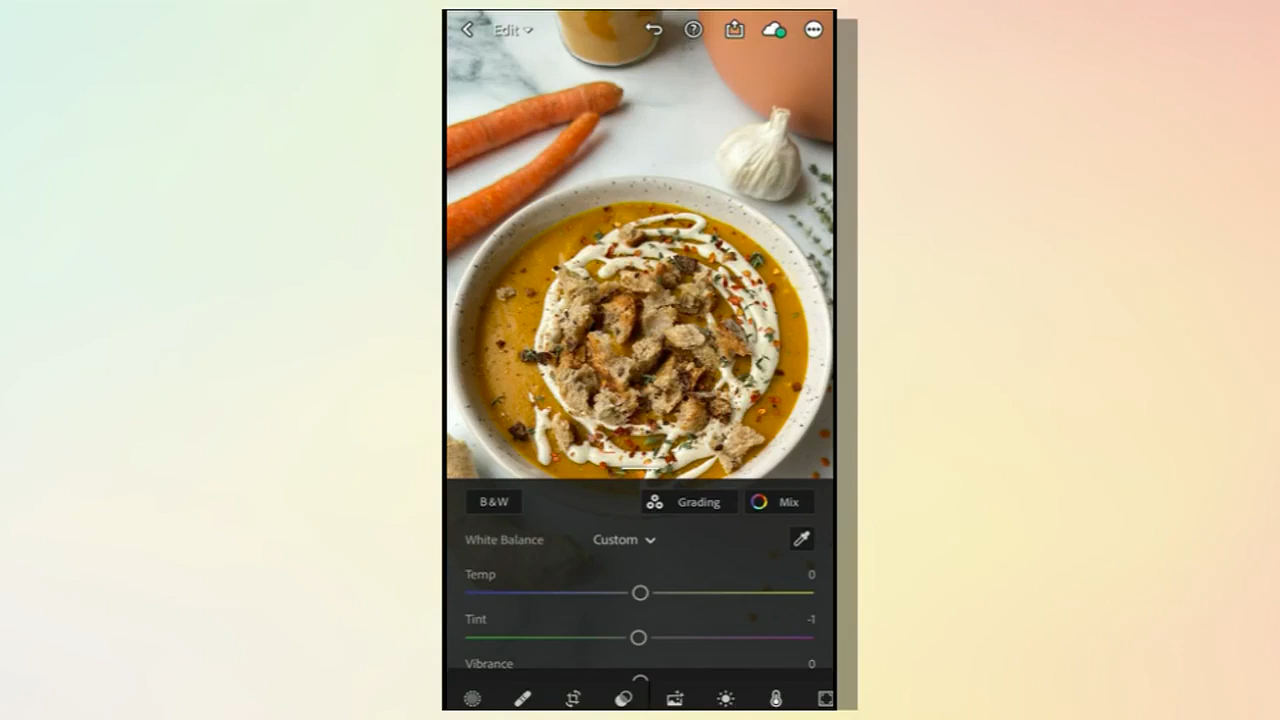 Edit
B&W Grading Mix
White Balance Custom
Temp 0
Tint -1
Vibrance 0